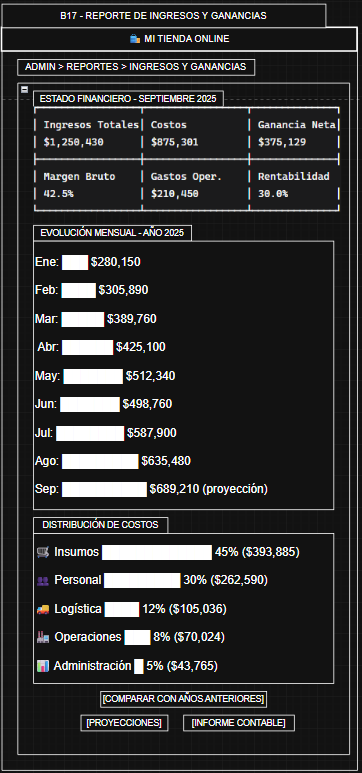 B17 - REPORTE DE INGRESOS Y GANANCIAS
🛍️ MI TIENDA ONLINE
ADMIN > REPORTES > INGRESOS Y GANANCIAS
ESTADO FINANCIERO - SEPTIEMBRE 2025
Ingresos Totales Costos Ganancia Neta
$1,250,430 $875,301 $375,129
Margen Bruto Gastos Oper. Rentabilidad
42.5% $210,450 30.0%
EVOLUCIÓN MENSUAL - AÑO 2025
Ene: $280,150
Feb: $305,890
Mar: $389,760
Abr: $425,100
May: $512,340
Jun: $498,760
Jul: $587,900
Ago: $635,480
Sep: $689,210 (proyección)
DISTRIBUCIÓN DE COSTOS
🛒 Insumos 45% ($393,885)
👥 Personal 30% ($262,590)
🚚 Logística 12% ($105,036)
🏭 Operaciones 8% ($70,024)
📊 Administración 5% ($43,765)
[COMPARAR CON AÑOS ANTERIORES]
[PROYECCIONES] [INFORME CONTABLE]